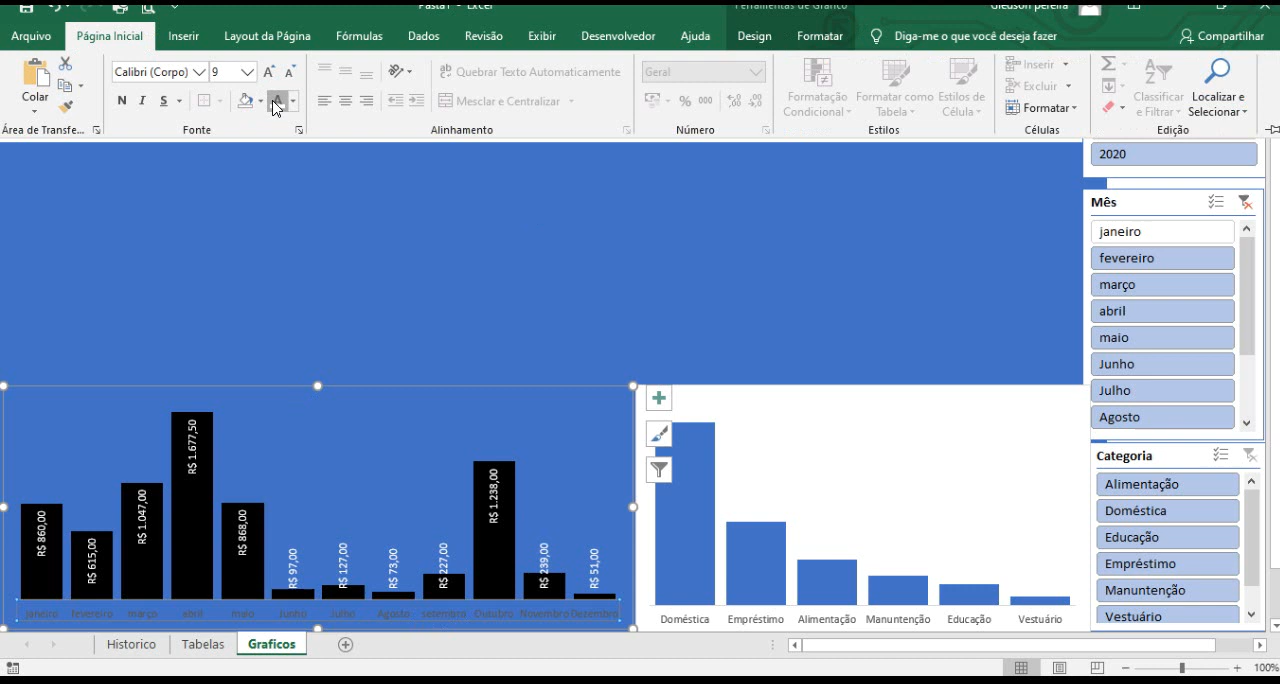 Pasta1 - Excel
Ferramentas de Gráfico
Gledson pereira
Arquivo
Página Inicial
Inserir
Layout da Página
Fórmulas
Dados
Revisão
Exibir
Desenvolvedor
Ajuda
Design
Formatar
Diga-me o que você deseja fazer
Compartilhar
Colar
Calibri (Corpo)
9
N I S
Quebrar Texto Automaticamente
Mesclar e Centralizar
Geral
% 000
Formatação Condicional
Formatar como Tabela
Estilos de Célula
Inserir
Excluir
Formatar
Classificar e Filtrar
Localizar e Selecionar
Área de Transfe...
Fonte
Alinhamento
Número
Estilos
Células
Edição
2020
Mês
janeiro
fevereiro
março
abril
maio
Junho
Julho
Agosto
Categoria
Alimentação
Doméstica
Educação
Empréstimo
Manuntenção
Vestuário
R$ 860,00
R$ 615,00
R$ 1.047,00
R$ 1.677,50
R$ 868,00
R$ 97,00
R$ 127,00
R$ 73,00
R$ 227,00
R$ 1.238,00
R$ 239,00
R$ 51,00
janeiro fevereiro março abril maio Junho Julho Agosto setembro Outubro Novembro Dezembro
Doméstica Empréstimo Alimentação Manuntenção Educação Vestuário
Historico
Tabelas
Graficos
100%